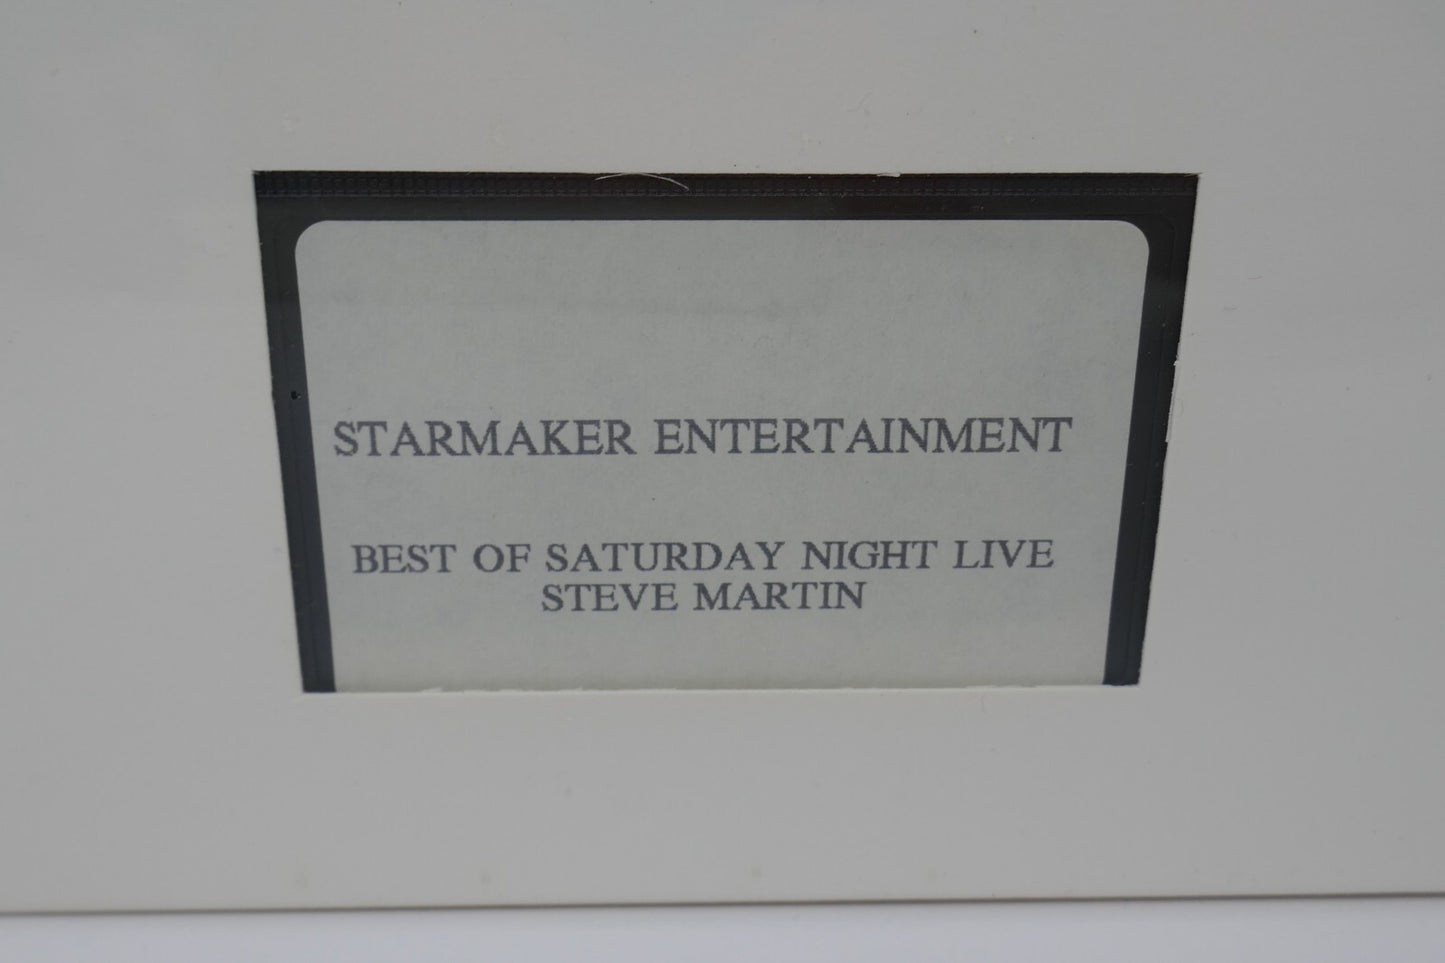 STARMAKER ENTERTAINMENT
BEST OF SATURDAY NIGHT LIVE
STEVE MARTIN